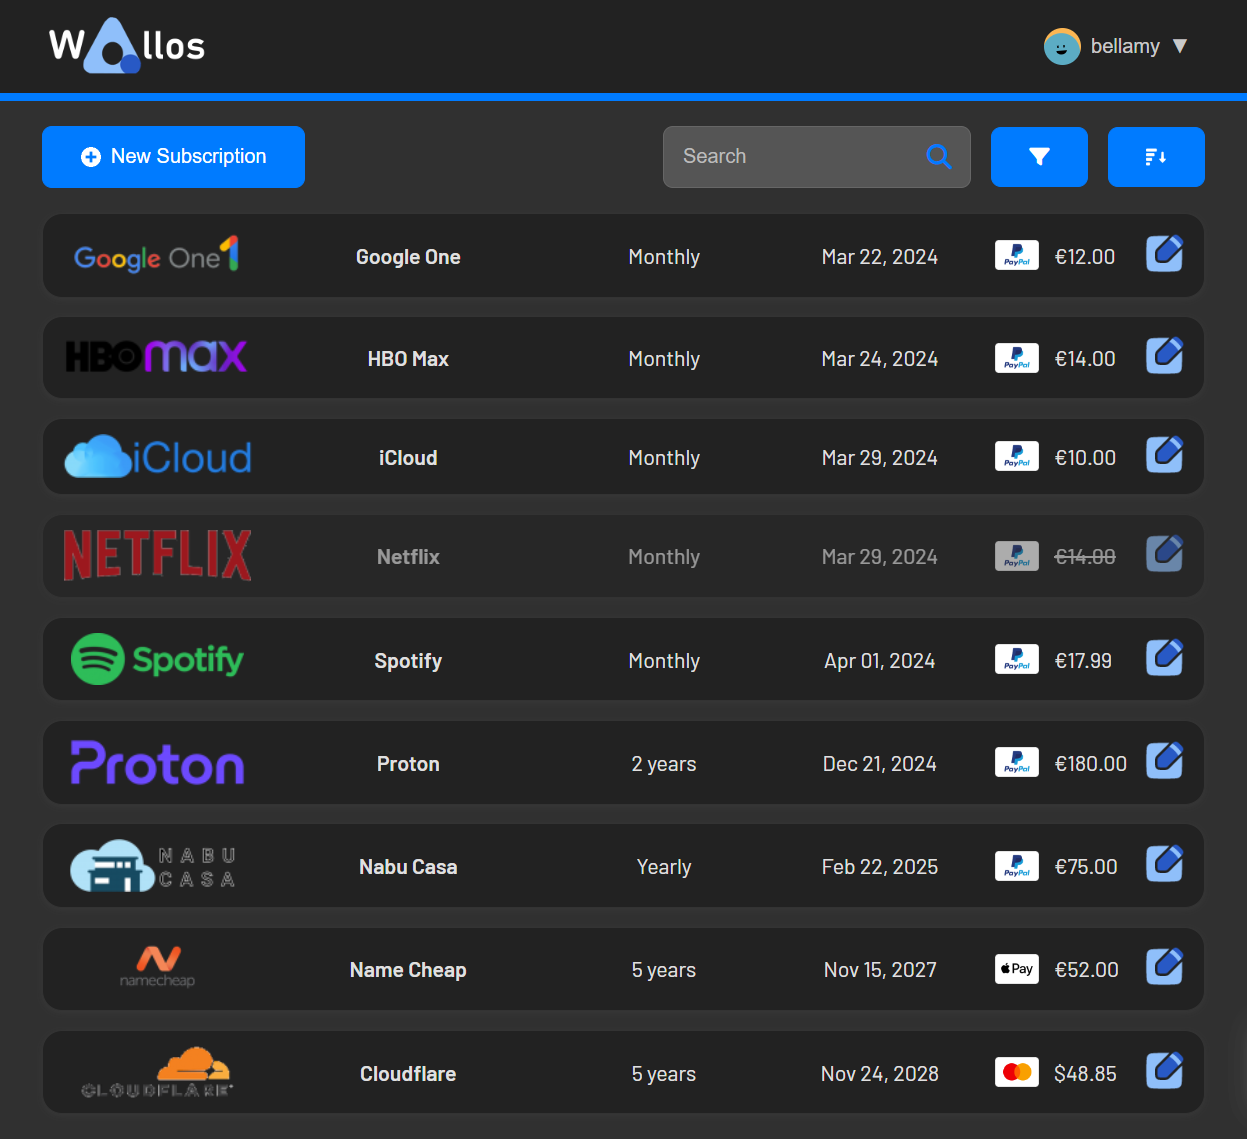 Wallos
bellamy ▼
New Subscription
Search
Google One Google One Monthly Mar 22, 2024 PayPal €12.00
HBO max HBO Max Monthly Mar 24, 2024 PayPal €14.00
iCloud iCloud Monthly Mar 29, 2024 PayPal €10.00
NETFLIX Netflix Monthly Mar 29, 2024 PayPal €14.00
Spotify Spotify Monthly Apr 01, 2024 PayPal €17.99
Proton Proton 2 years Dec 21, 2024 PayPal €180.00
NABU
CASA
Nabu Casa Yearly Feb 22, 2025 PayPal €75.00
namecheap
Name Cheap 5 years Nov 15, 2027 Pay €52.00
CLOUDFLARE
Cloudflare 5 years Nov 24, 2028 $48.85